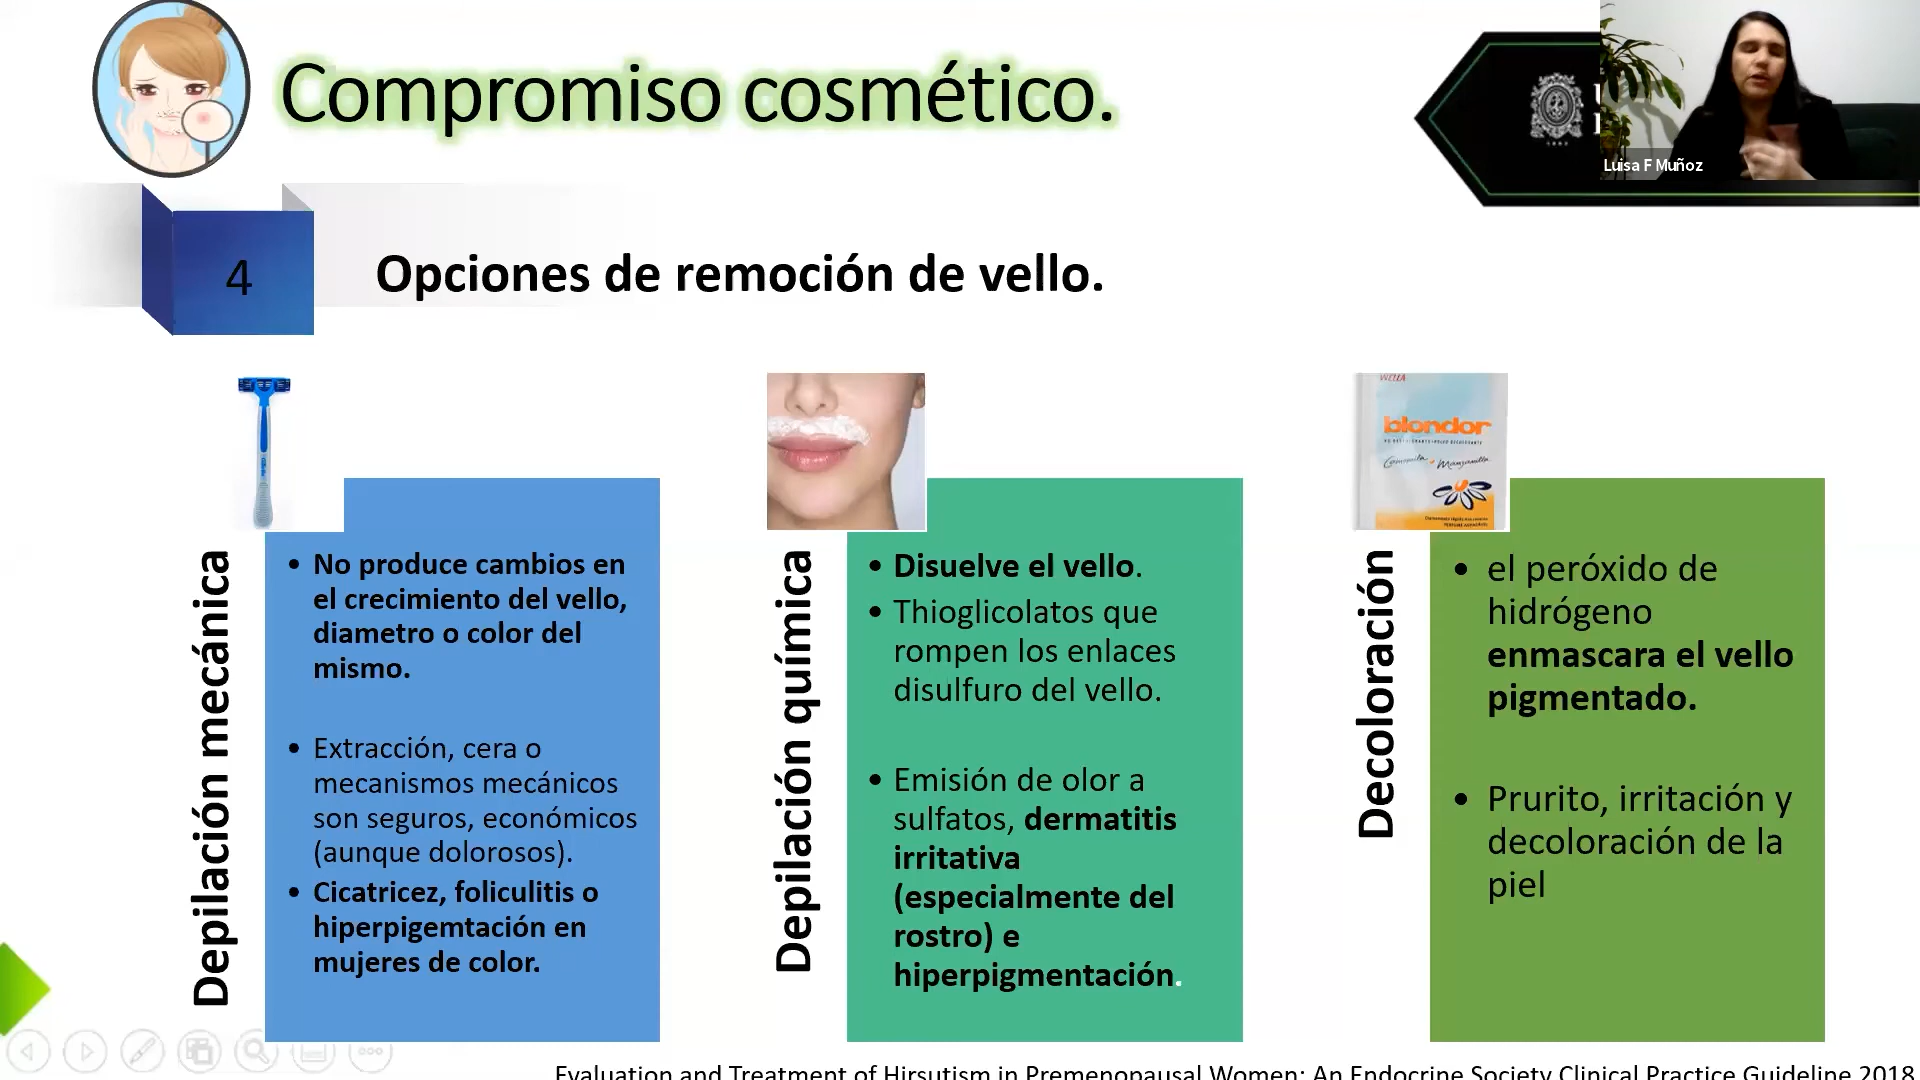 Compromiso cosmético.
Luisa F Muñoz
4
Opciones de remoción de vello.
WELLA
blondor
Camomila - Manzanilla
Depilación mecánica
• No produce cambios en
el crecimiento del vello,
diametro o color del
mismo.
• Extracción, cera o
mecanismos mecánicos
son seguros, económicos
(aunque dolorosos).
• Cicatricez, foliculitis o
hiperpigemtación en
mujeres de color.
Depilación química
• Disuelve el vello.
• Thioglicolatos que
rompen los enlaces
disulfuro del vello.
• Emisión de olor a
sulfatos, dermatitis
irritativa
(especialmente del
rostro) e
hiperpigmentación.
Decoloración
• el peróxido de
hidrógeno
enmascara el vello
pigmentado.
• Prurito, irritación y
decoloración de la
piel
Evaluation and Treatment of Hirsutism in Premenopausal Women: An Endocrine Society Clinical Practice Guideline 2018